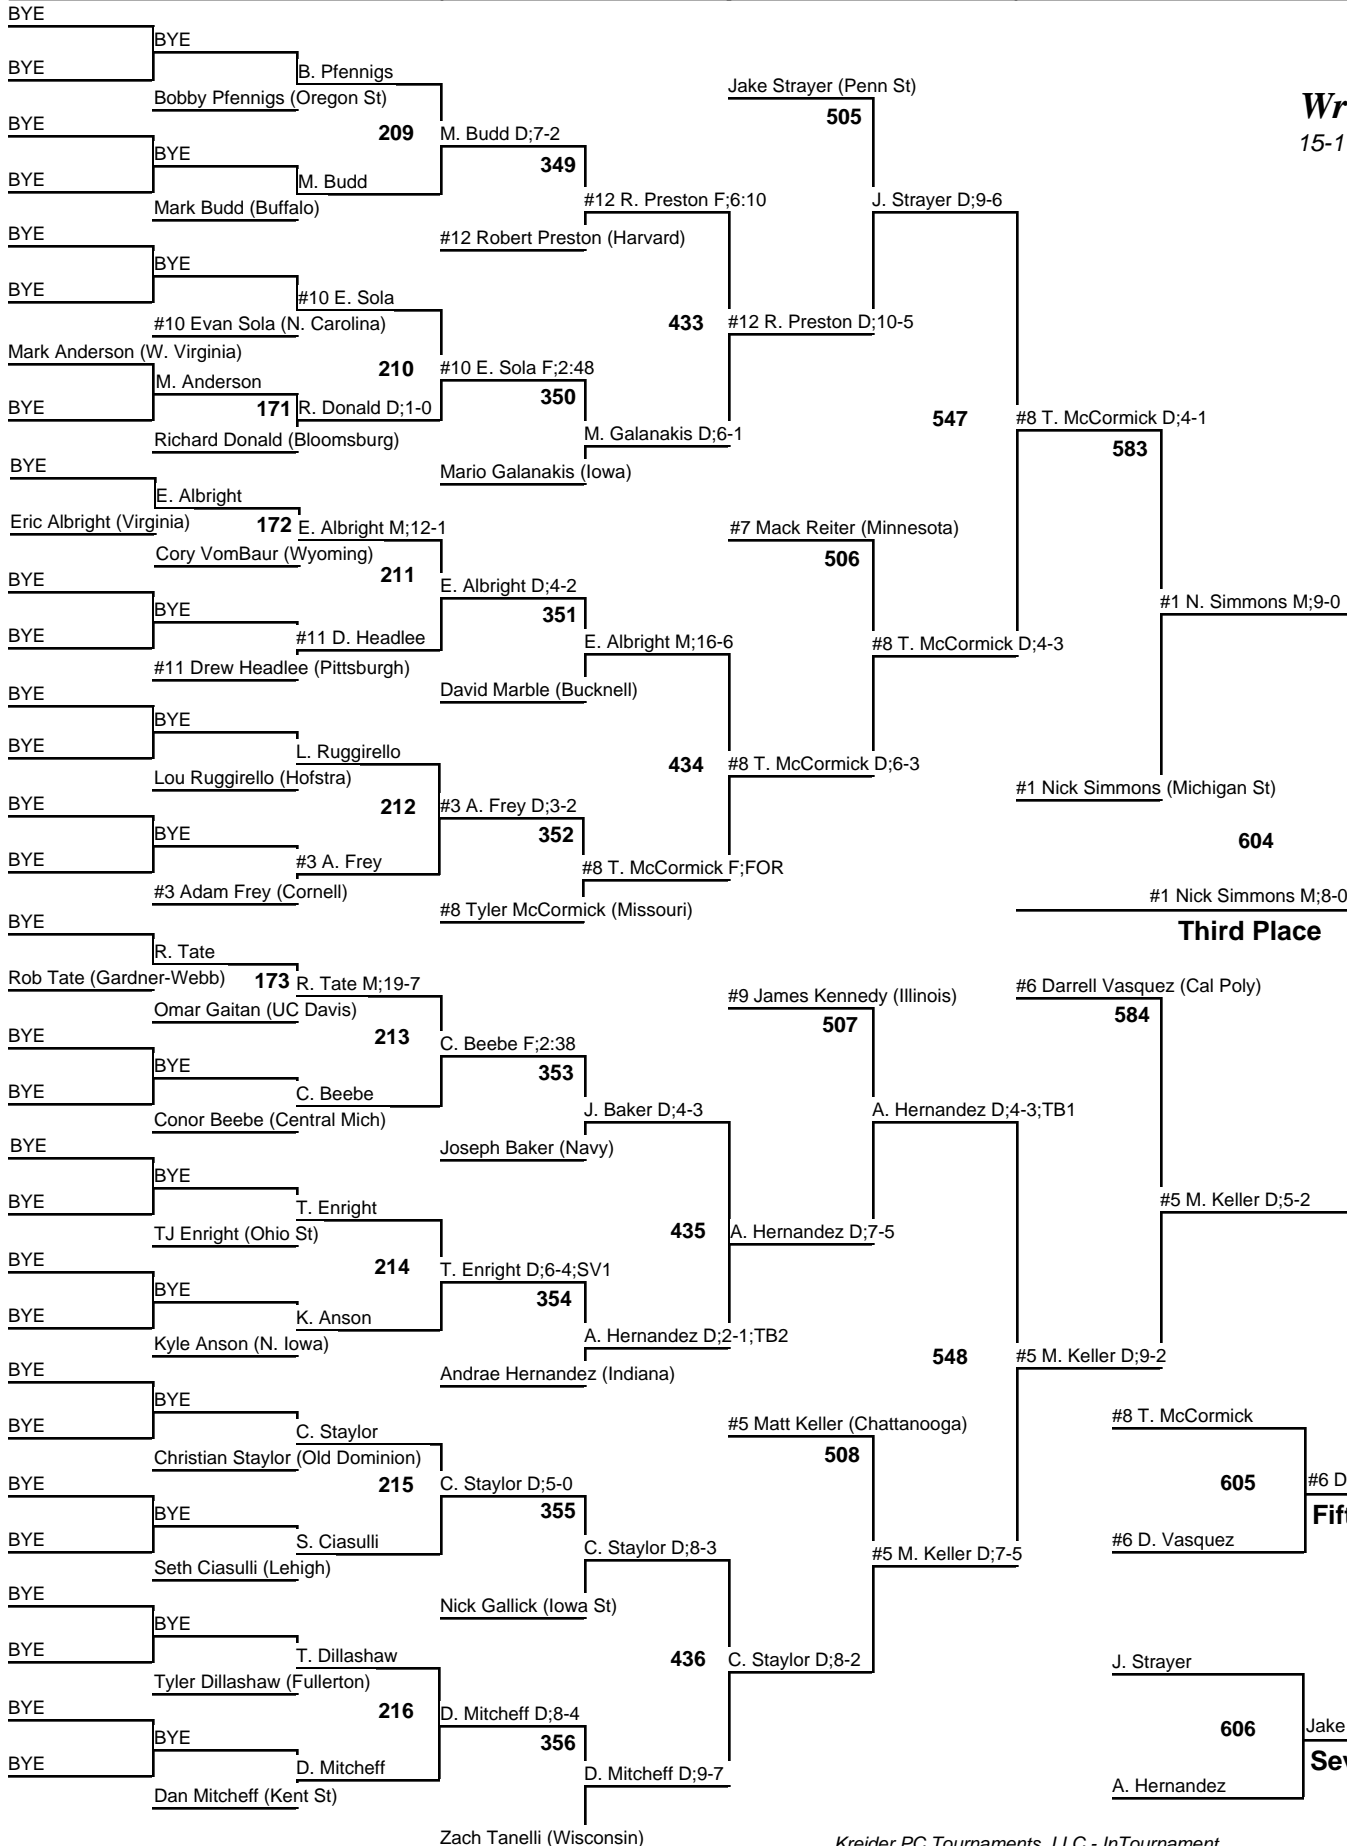 BYE
BYE
BYE
B. Pfennigs
Bobby Pfennigs (Oregon St)
209
BYE
BYE
BYE
M. Budd
Mark Budd (Buffalo)
M. Budd D;7-2
349
#12 R. Preston F;6:10
#12 Robert Preston (Harvard)
BYE
BYE
BYE
#10 E. Sola
#10 Evan Sola (N. Carolina)
Mark Anderson (W. Virginia)
M. Anderson
BYE
171
R. Donald D;1-0
Richard Donald (Bloomsburg)
210
#10 E. Sola F;2:48
350
M. Galanakis D;6-1
Mario Galanakis (Iowa)
433
#12 R. Preston D;10-5
Jake Strayer (Penn St)
505
J. Strayer D;9-6
Wr
15-1
BYE
E. Albright
Eric Albright (Virginia)
172
E. Albright M;12-1
Cory VomBaur (Wyoming)
211
BYE
BYE
BYE
#11 D. Headlee
#11 Drew Headlee (Pittsburgh)
E. Albright D;4-2
351
E. Albright M;16-6
David Marble (Bucknell)
BYE
BYE
BYE
L. Ruggirello
Lou Ruggirello (Hofstra)
212
BYE
BYE
BYE
#3 A. Frey
#3 Adam Frey (Cornell)
#3 A. Frey D;3-2
352
#8 T. McCormick F;FOR
#8 Tyler McCormick (Missouri)
434
#8 T. McCormick D;6-3
#7 Mack Reiter (Minnesota)
506
#8 T. McCormick D;4-3
547
#8 T. McCormick D;4-1
583
#1 N. Simmons M;9-0
#1 Nick Simmons (Michigan St)
604
#1 Nick Simmons M;8-0
Third Place
BYE
R. Tate
Rob Tate (Gardner-Webb)
173
R. Tate M;19-7
Omar Gaitan (UC Davis)
213
BYE
BYE
BYE
C. Beebe
Conor Beebe (Central Mich)
C. Beebe F;2:38
353
J. Baker D;4-3
Joseph Baker (Navy)
BYE
BYE
BYE
T. Enright
TJ Enright (Ohio St)
214
BYE
BYE
BYE
K. Anson
Kyle Anson (N. Iowa)
T. Enright D;6-4;SV1
354
A. Hernandez D;2-1;TB2
Andrae Hernandez (Indiana)
435
A. Hernandez D;7-5
#9 James Kennedy (Illinois)
507
A. Hernandez D;4-3;TB1
#6 Darrell Vasquez (Cal Poly)
584
#5 M. Keller D;5-2
BYE
BYE
BYE
C. Staylor
Christian Staylor (Old Dominion)
215
BYE
BYE
BYE
S. Ciasulli
Seth Ciasulli (Lehigh)
C. Staylor D;5-0
355
C. Staylor D;8-3
Nick Gallick (Iowa St)
BYE
BYE
BYE
T. Dillashaw
Tyler Dillashaw (Fullerton)
216
BYE
BYE
BYE
D. Mitcheff
Dan Mitcheff (Kent St)
D. Mitcheff D;8-4
356
D. Mitcheff D;9-7
Zach Tanelli (Wisconsin)
436
C. Staylor D;8-2
#5 Matt Keller (Chattanooga)
508
#5 M. Keller D;7-5
548
#5 M. Keller D;9-2
#8 T. McCormick
605
#6 D. Vasquez
#6 D
Fift
J. Strayer
606
A. Hernandez
Jake
Sev
Kreider PC Tournaments, LLC - InTournament